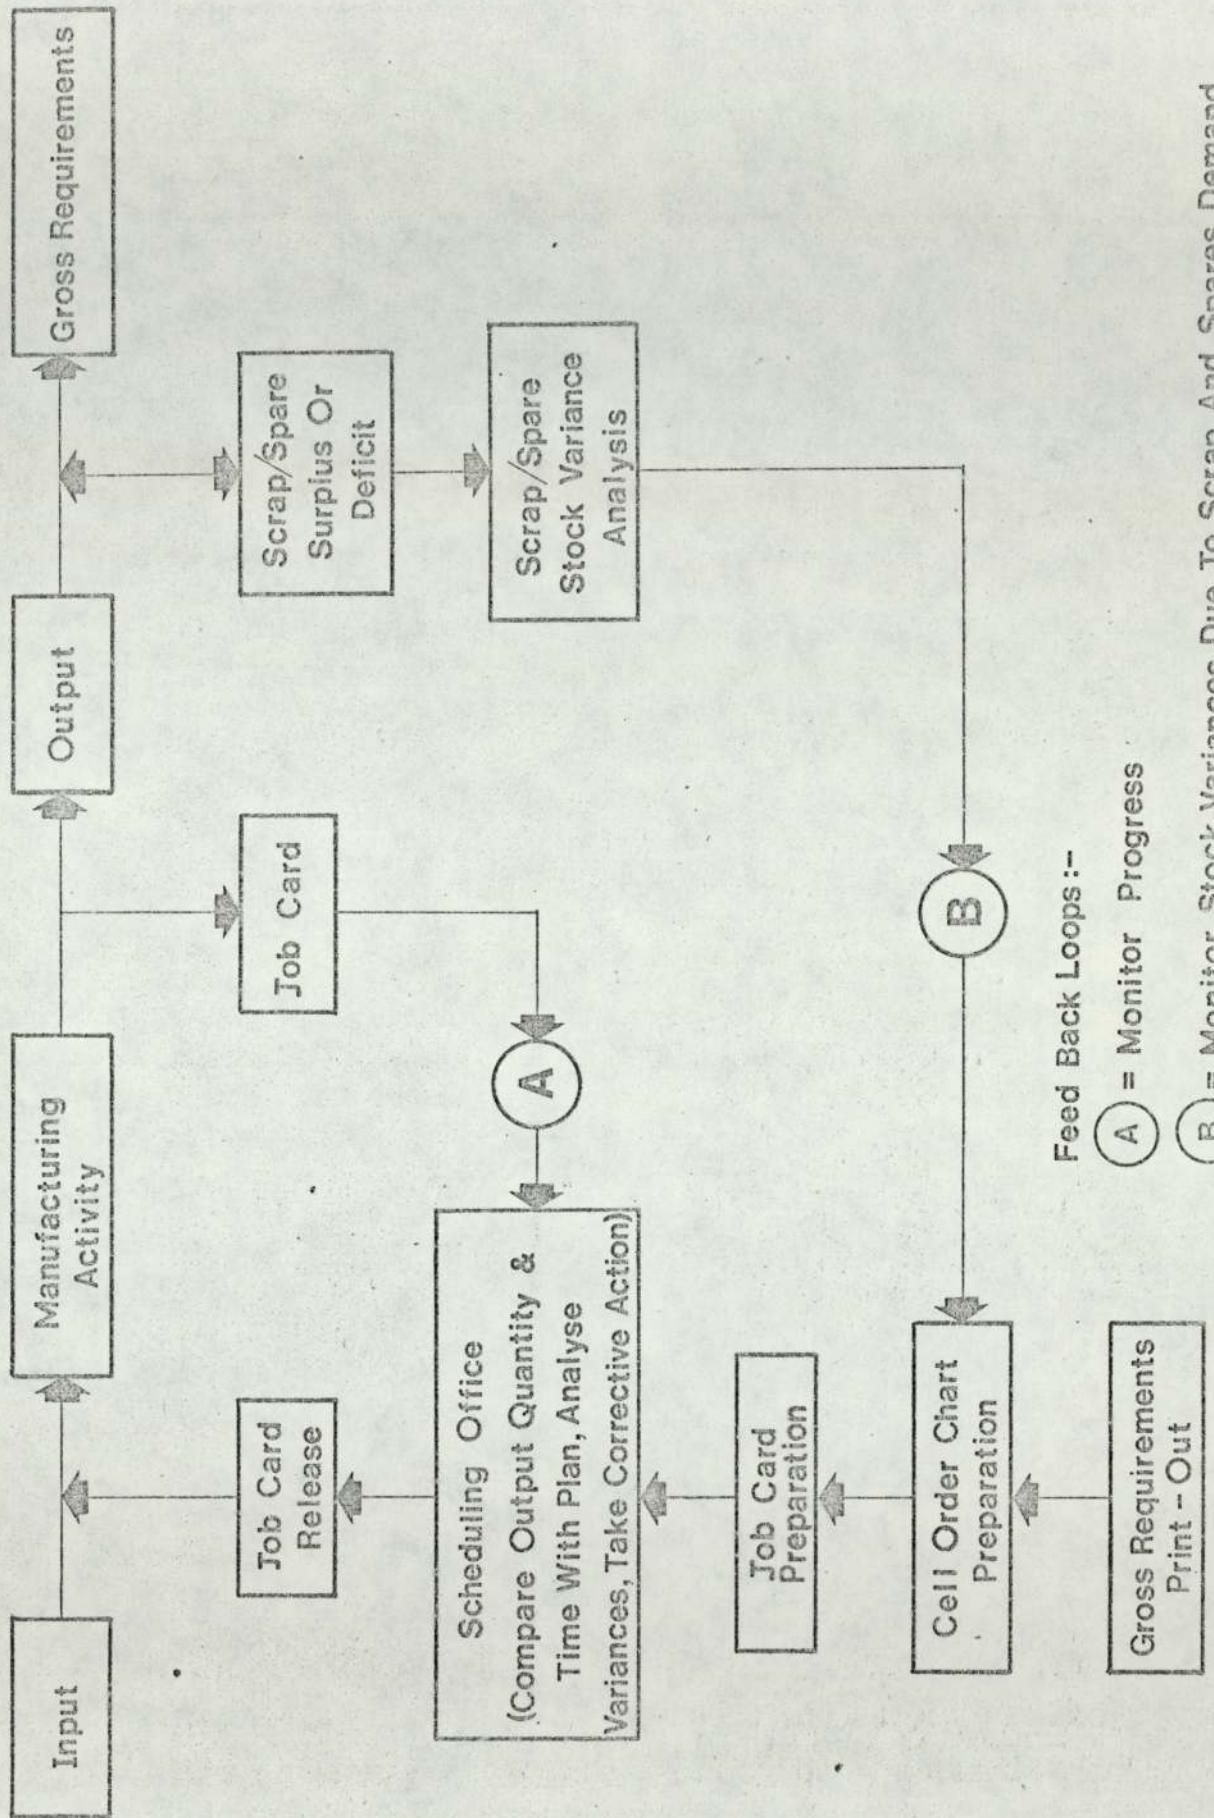 Input
Manufacturing
Activity
Output
Gross Requirements
Job Card
Release
Job Card
Scrap/Spare
Surplus Or
Deficit
Scheduling Office
(Compare Output Quantity &
Time With Plan, Analyse
Variances, Take Corrective Action)
A
Scrap/Spare
Stock Variance
Analysis
Job Card
Preparation
Cell Order Chart
Preparation
B
Gross Requirements
Print - Out
Feed Back Loops :-
A = Monitor Progress
B = Monitor Stock Variances Due To Scrap And Spares Demand